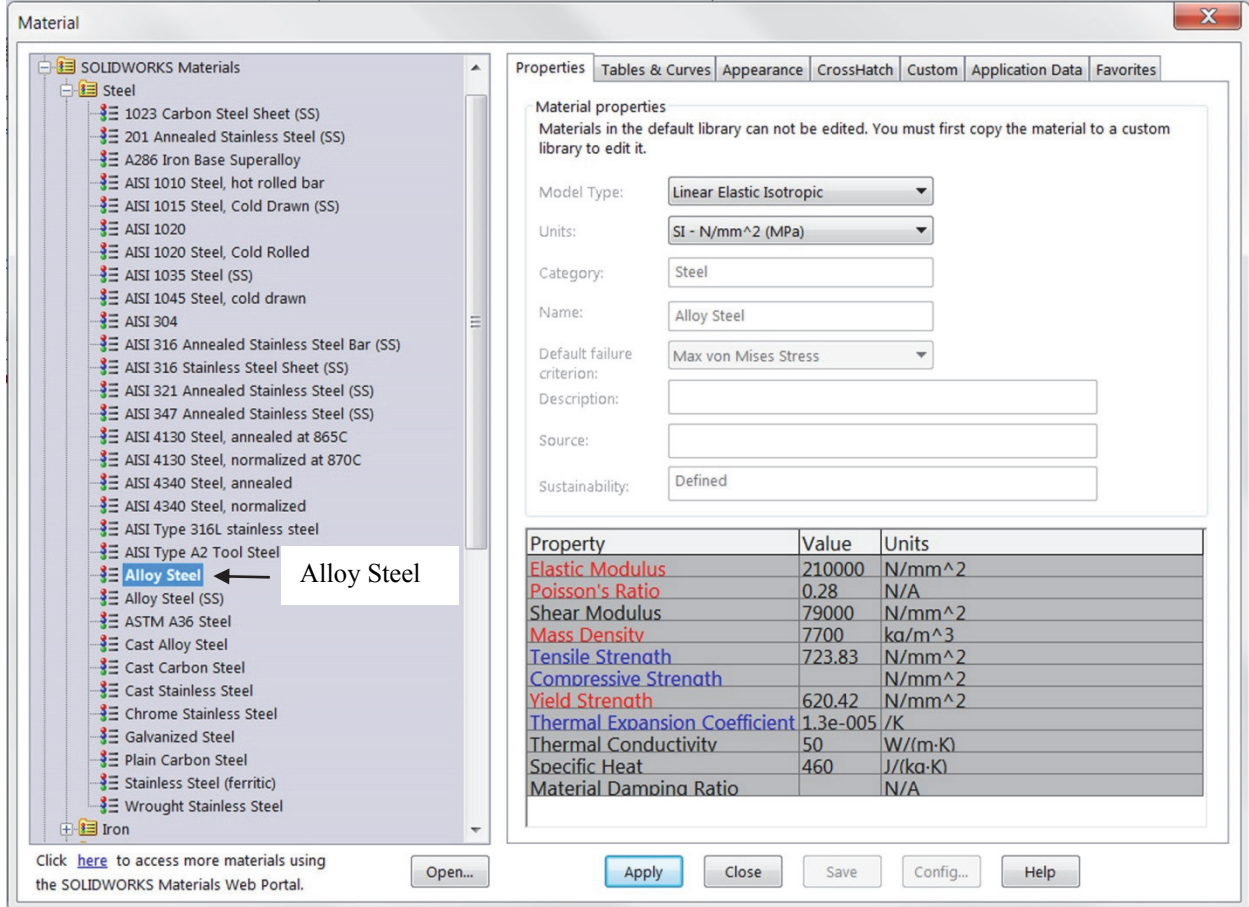 Material
SOLIDWORKS Materials
Steel
1023 Carbon Steel Sheet (SS)
201 Annealed Stainless Steel (SS)
A286 Iron Base Superalloy
AISI 1010 Steel, hot rolled bar
AISI 1015 Steel, Cold Drawn (SS)
AISI 1020
AISI 1020 Steel, Cold Rolled
AISI 1035 Steel (SS)
AISI 1045 Steel, cold drawn
AISI 304
AISI 316 Annealed Stainless Steel Bar (SS)
AISI 316 Stainless Steel Sheet (SS)
AISI 321 Annealed Stainless Steel (SS)
AISI 347 Annealed Stainless Steel (SS)
AISI 4130 Steel, annealed at 865C
AISI 4130 Steel, normalized at 870C
AISI 4340 Steel, annealed
AISI 4340 Steel, normalized
AISI Type 316L stainless steel
AISI Type A2 Tool Steel
Alloy Steel
Alloy Steel
Alloy Steel (SS)
ASTM A36 Steel
Cast Alloy Steel
Cast Carbon Steel
Cast Stainless Steel
Chrome Stainless Steel
Galvanized Steel
Plain Carbon Steel
Stainless Steel (ferritic)
Wrought Stainless Steel
Iron
Click here to access more materials using
the SOLIDWORKS Materials Web Portal.
Open...
Properties Tables & Curves Appearance CrossHatch Custom Application Data Favorites
Material properties
Materials in the default library can not be edited. You must first copy the material to a custom
library to edit it.
Model Type: Linear Elastic Isotropic
Units: SI - N/mm^2 (MPa)
Category: Steel
Name: Alloy Steel
Default failure
criterion: Max von Mises Stress
Description:
Source:
Sustainability: Defined
Property Value Units
Elastic Modulus 210000 N/mm^2
Poisson's Ratio 0.28 N/A
Shear Modulus 79000 N/mm^2
Mass Density 7700 kg/m^3
Tensile Strength 723.83 N/mm^2
Compressive Strength N/mm^2
Yield Strength 620.42 N/mm^2
Thermal Expansion Coefficient 1.3e-005 /K
Thermal Conductivity 50 W/(m·K)
Specific Heat 460 J/(kg·K)
Material Damping Ratio N/A
Apply Close Save Config... Help